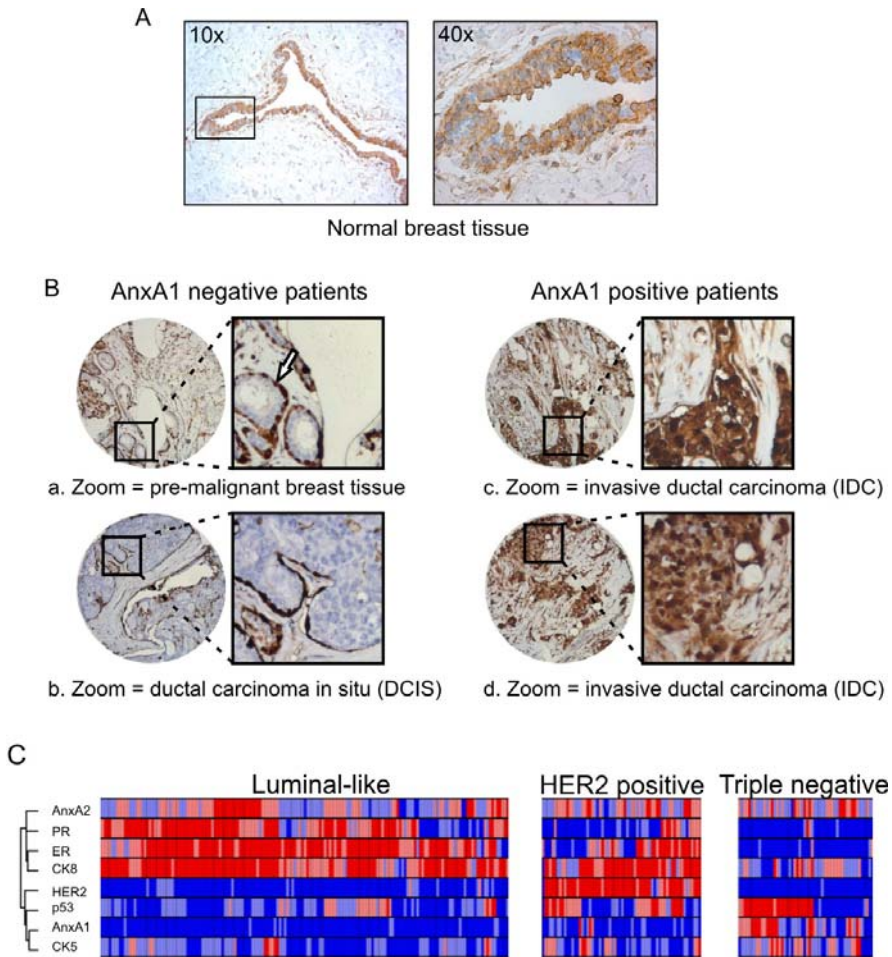 A
10x
40x
Normal breast tissue
B
AnxA1 negative patients
AnxA1 positive patients
a. Zoom = pre-malignant breast tissue
c. Zoom = invasive ductal carcinoma (IDC)
b. Zoom = ductal carcinoma in situ (DCIS)
d. Zoom = invasive ductal carcinoma (IDC)
C
Luminal-like
HER2 positive
Triple negative
AnxA2
PR
ER
CK8
HER2
p53
AnxA1
CK5